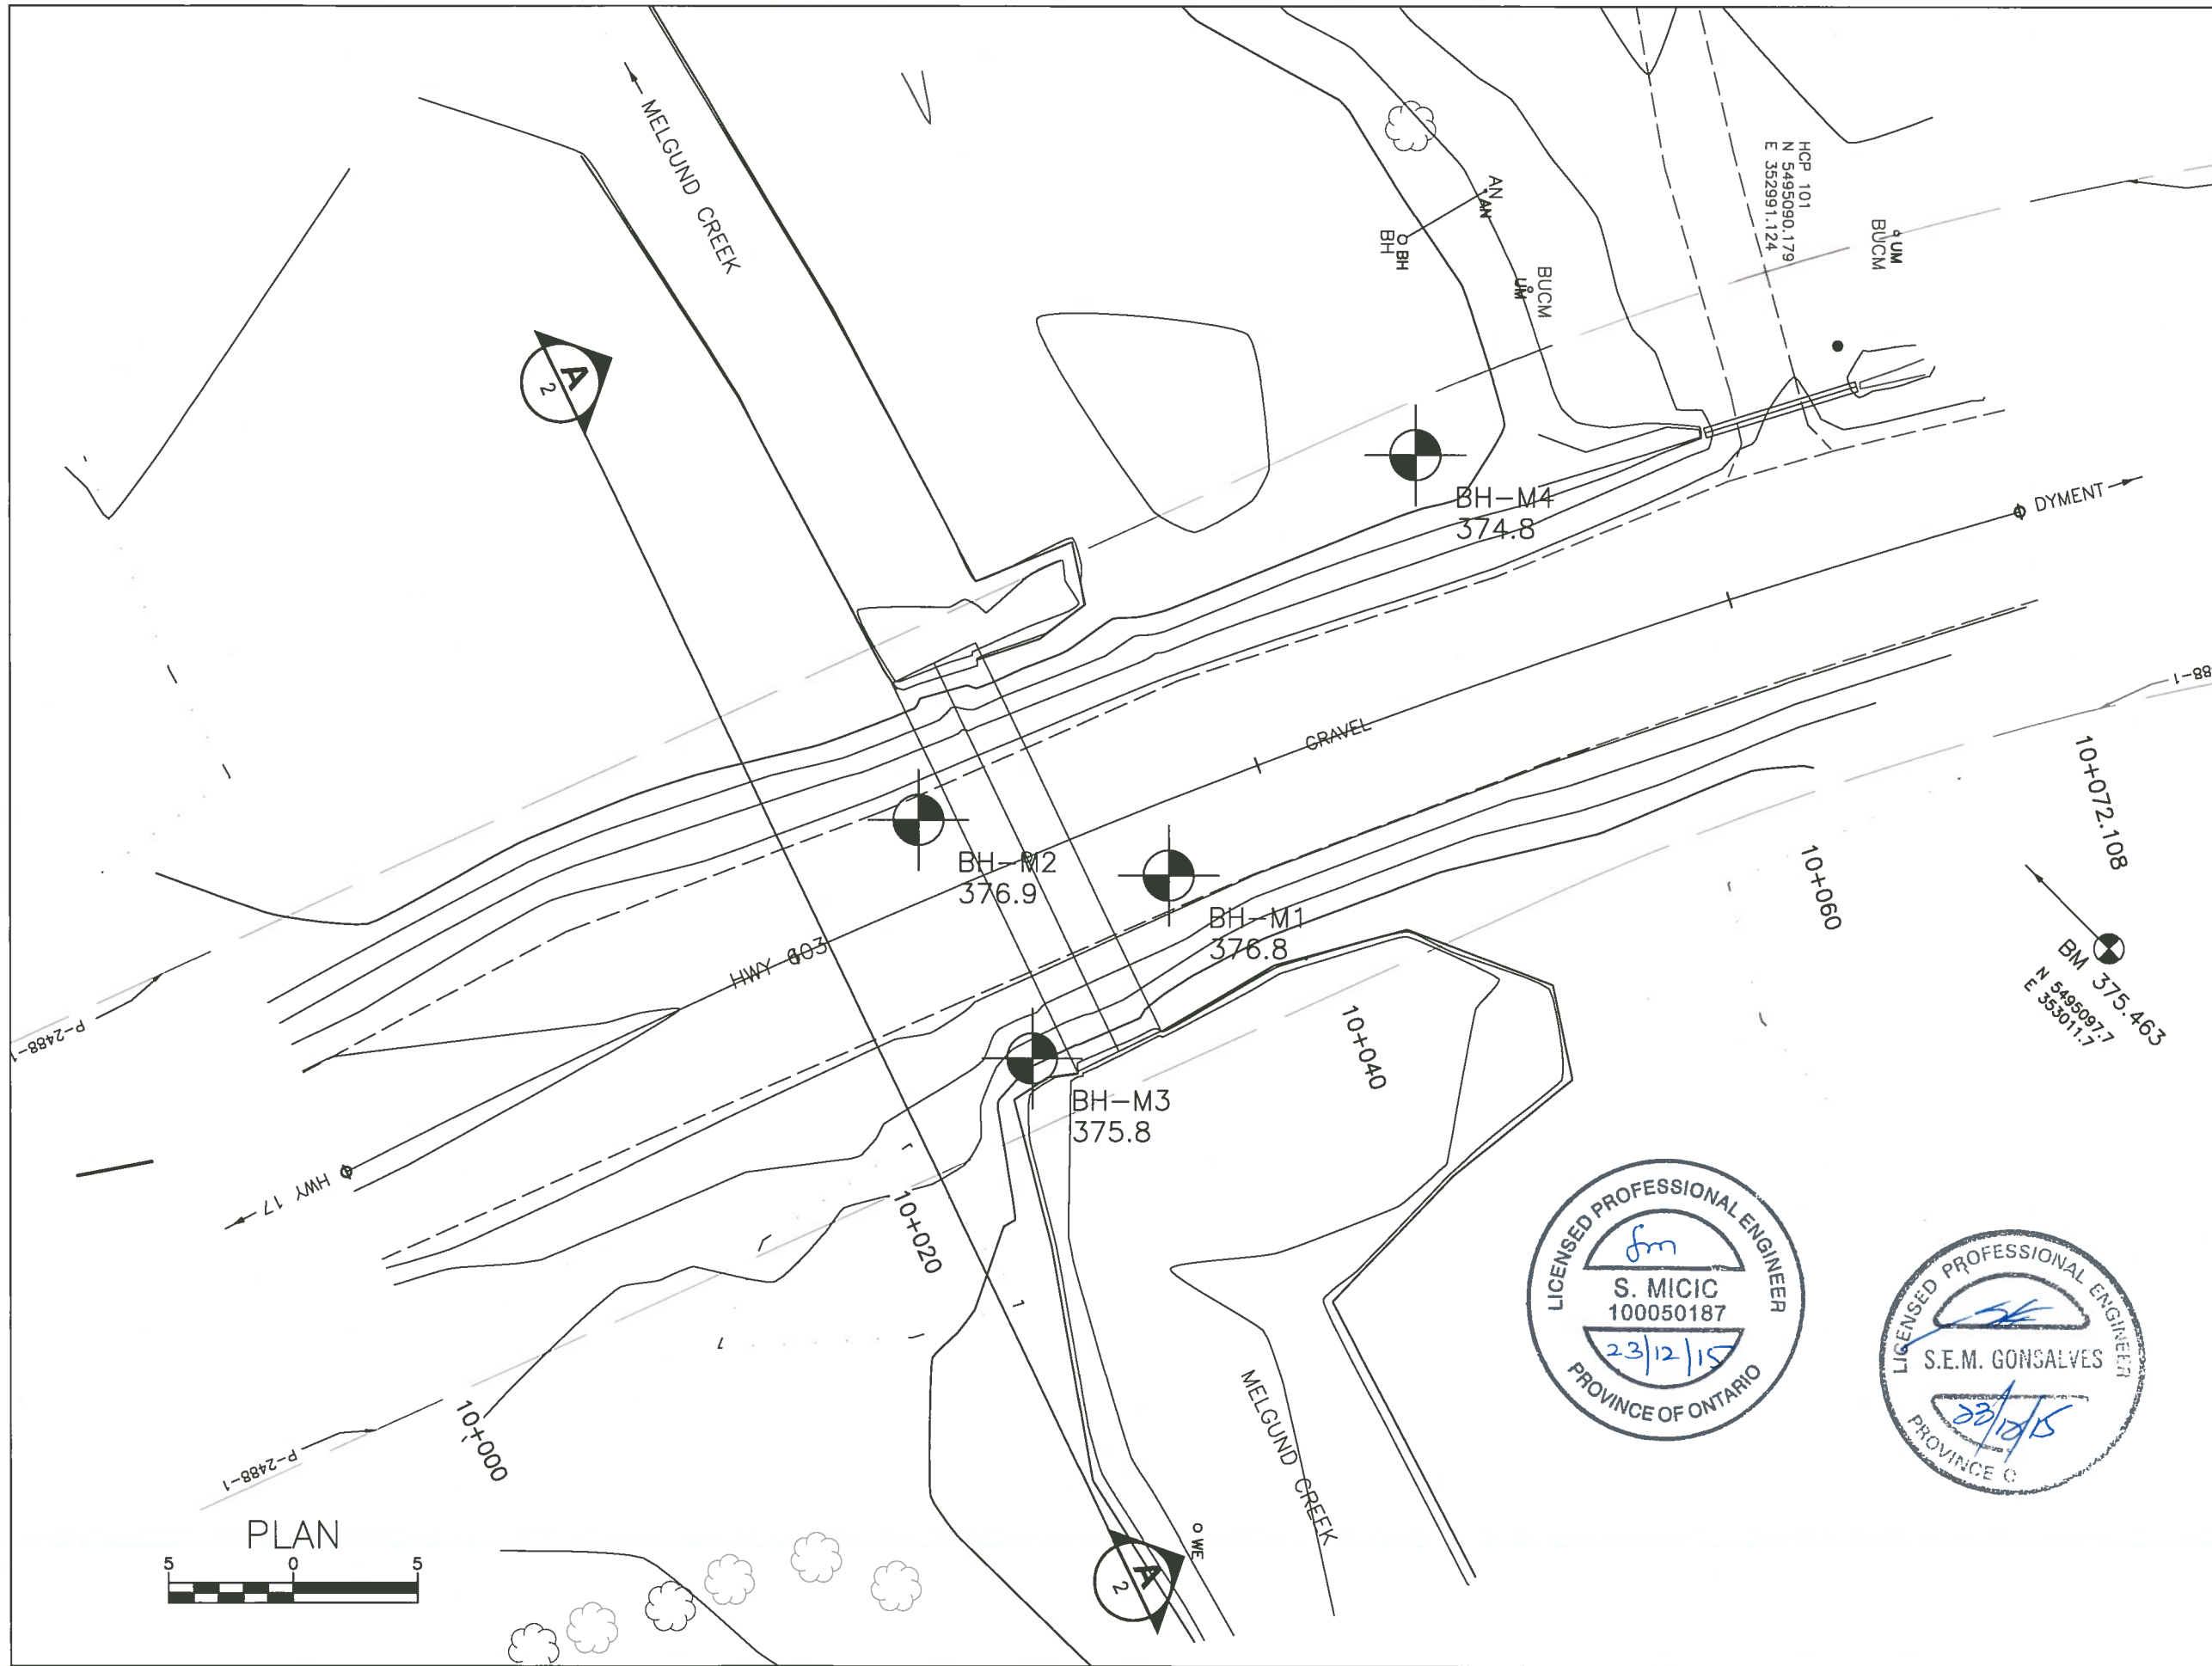 MELGUND CREEK
HCP 101
N 5495090.179
E 352991.124
AN
AN
BH
BH
BUCM
UM
UM
BUCM
A
2
BH-M4
374.8
DYMENT
88-1
GRAVEL
10+072.108
BH-M2
376.9
10+060
BH-M1
376.8
HWY 603
BM 375.463
N 5495097.7
E 353011.7
P-2488-1
10+040
BH-M3
375.8
HWY 17
10+020
LICENSED PROFESSIONAL ENGINEER
S. MICIC
100050187
23/12/15
PROVINCE OF ONTARIO
LICENSED PROFESSIONAL ENGINEER
S.E.M. GONSALVES
23/12/15
PROVINCE O
MELGUND CREEK
10+000
P-2488-1
WE
A
2
PLAN
5 0 5